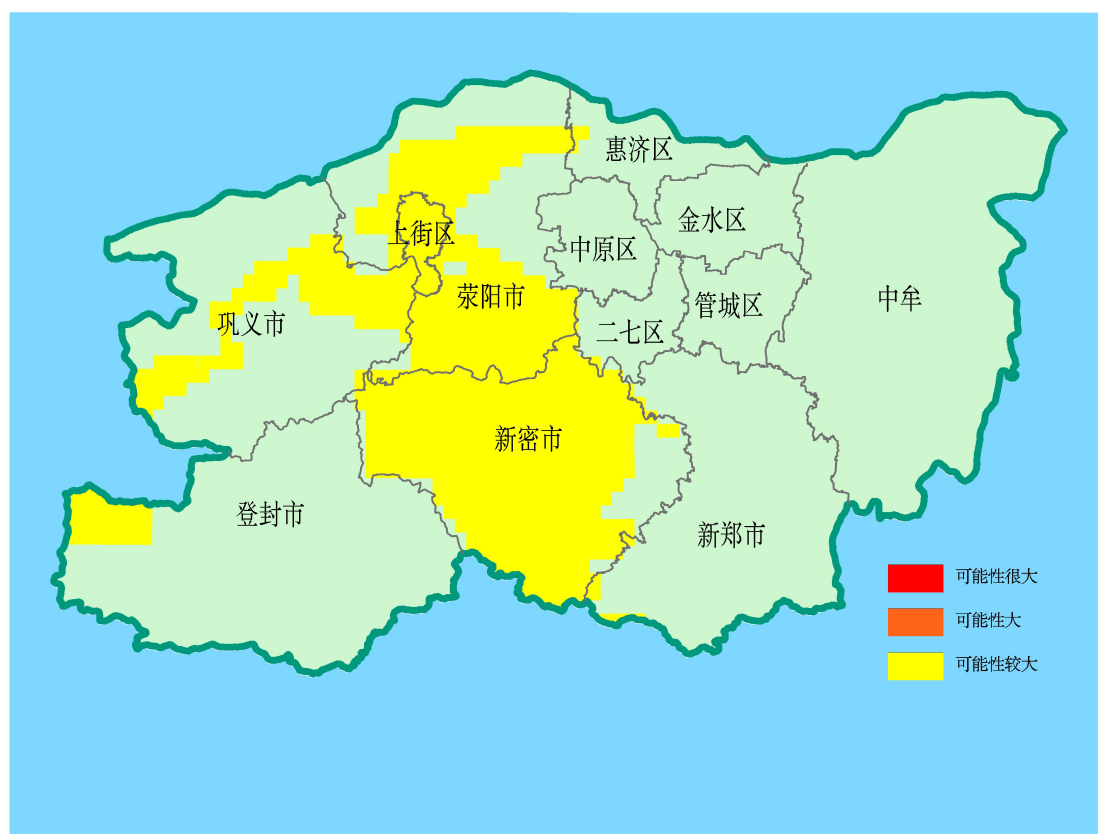 惠济区
金水区
上街区
中原区
荥阳市
中牟
管城区
巩义市
二七区
新密市
登封市
新郑市
可能性很大
可能性大
可能性较大